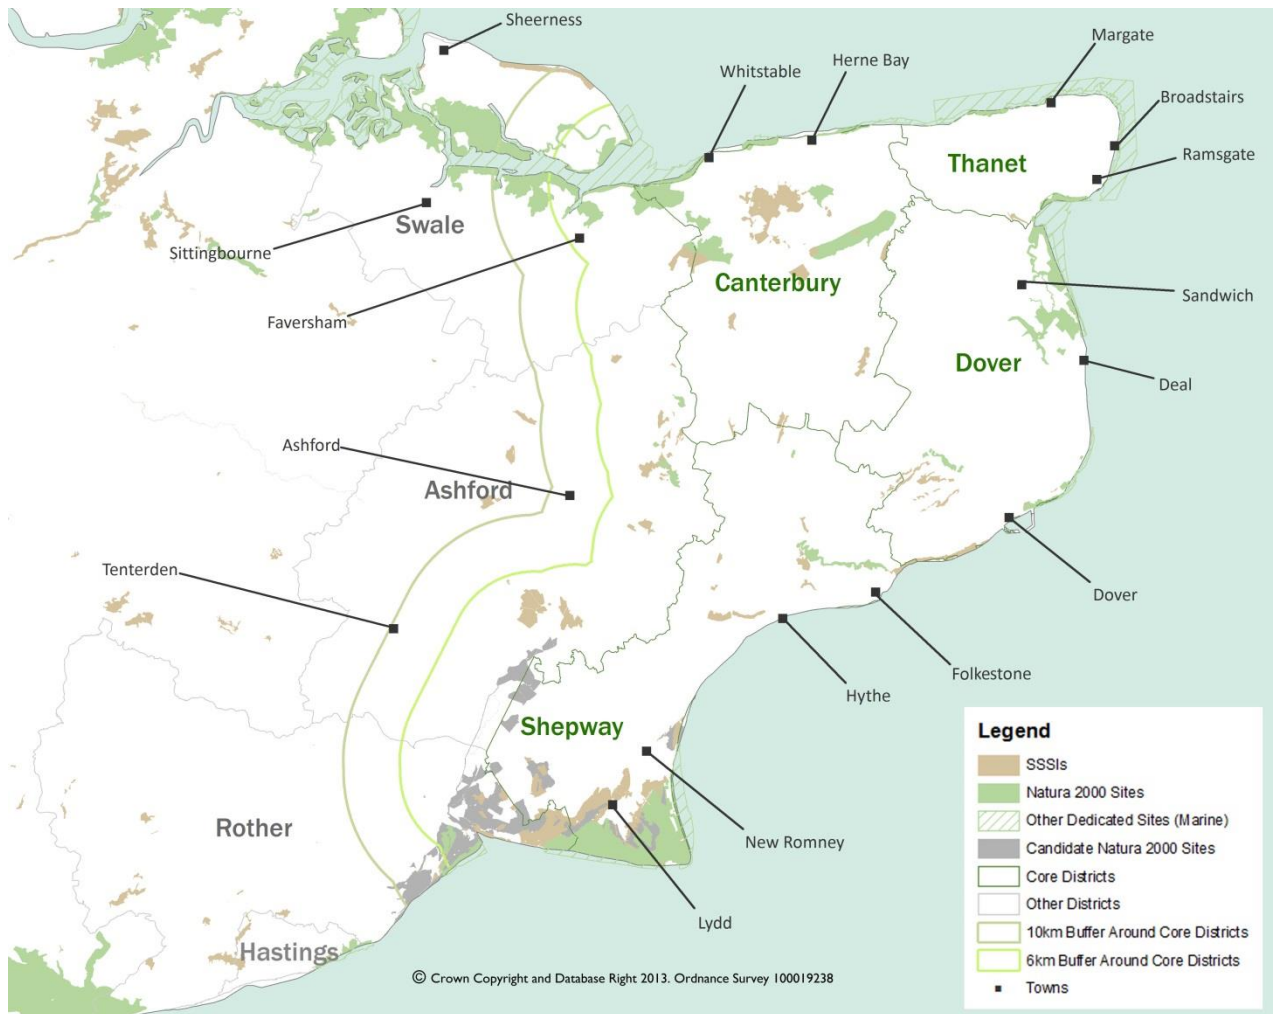 Sheerness
Margate
Herne Bay
Whitstable
Broadstairs
Ramsgate
Thanet
Swale
Sittingbourne
Canterbury
Sandwich
Faversham
Dover
Deal
Ashford
Ashford
Tenterden
Dover
Folkestone
Hythe
Shepway
Rother
New Romney
Lydd
Hastings
© Crown Copyright and Database Right 2013. Ordnance Survey 100019238
Legend
SSSIs
Natura 2000 Sites
Other Dedicated Sites (Marine)
Candidate Natura 2000 Sites
Core Districts
Other Districts
10km Buffer Around Core Districts
6km Buffer Around Core Districts
Towns